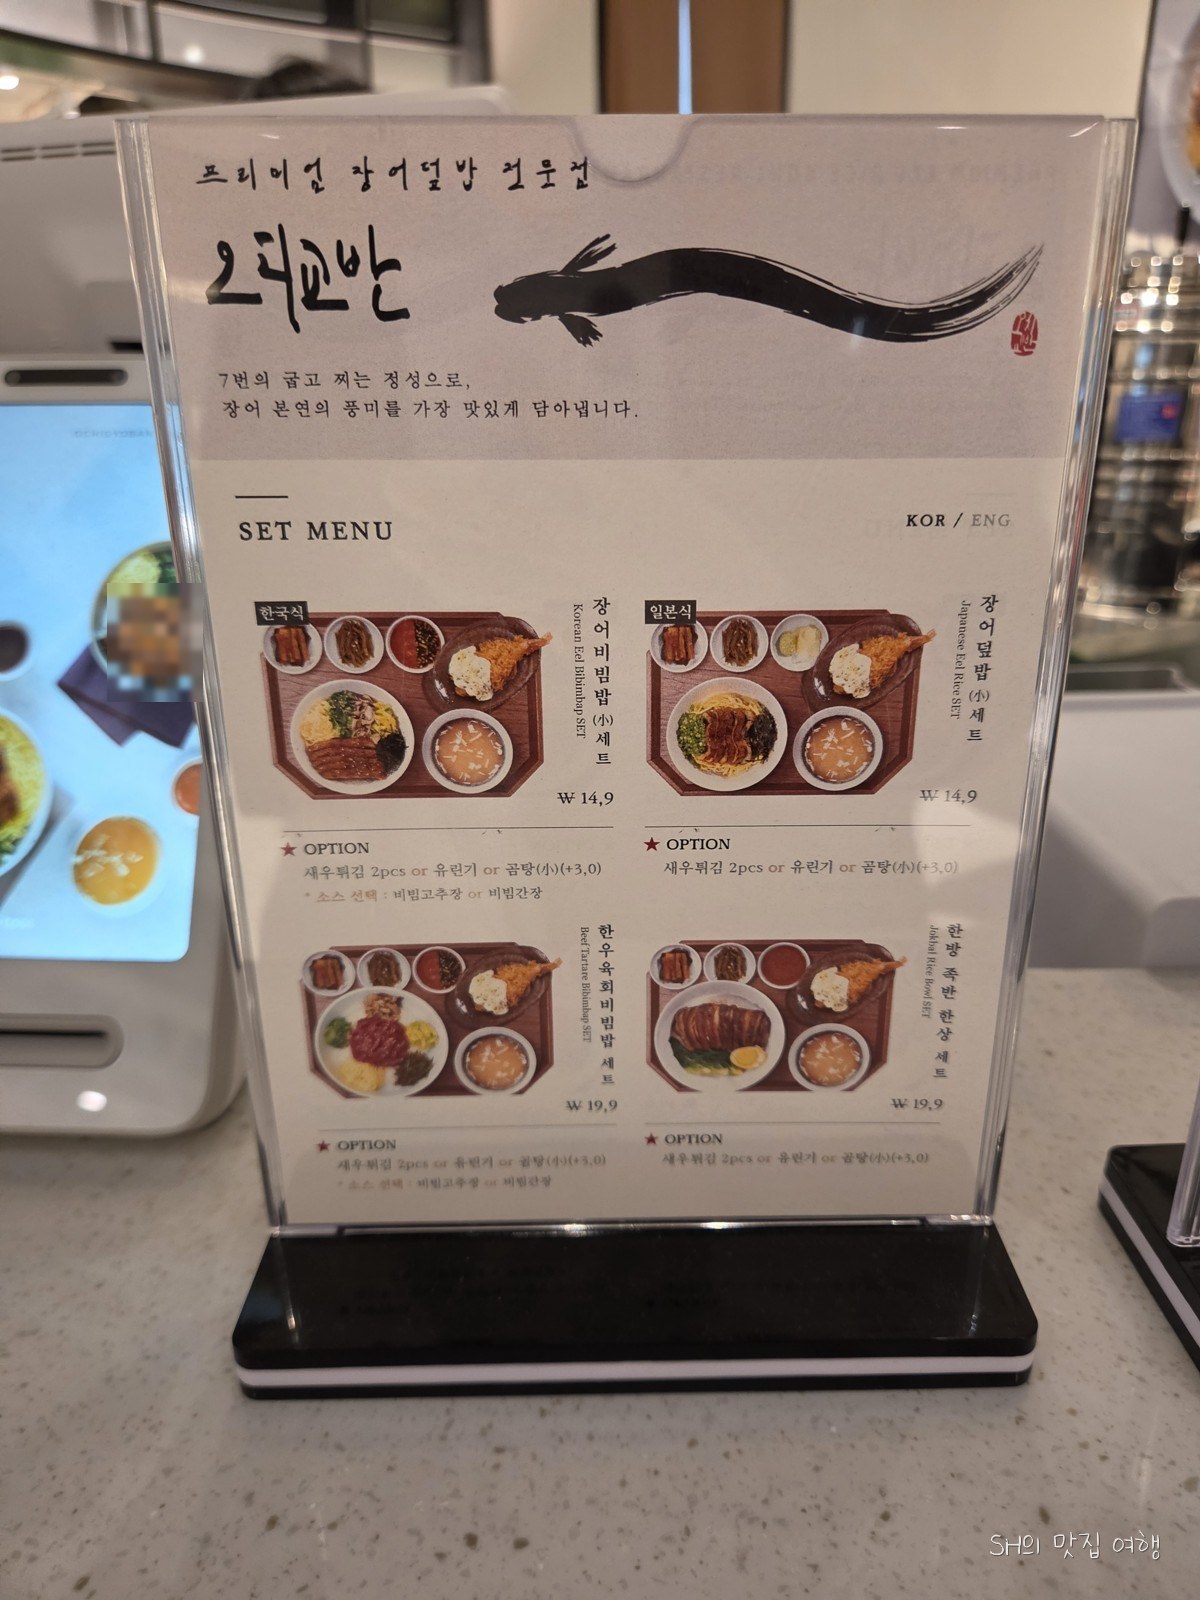 프리미엄 장어덮밥 전문점
오치교반
7번의 굽고 찌는 정성으로,
장어 본연의 풍미를 가장 맛있게 담아냅니다.
SET MENU
KOR / ENG
한국식
장어비빔밥(小)세트
Korean Eel Bibimbap SET
₩ 14,9
★ OPTION
새우튀김 2pcs or 유린기 or 곰탕(小)(+3,0)
* 소스 선택 : 비빔고추장 or 비빔간장
일본식
장어덮밥(小)세트
Japanese Eel Rice SET
₩ 14,9
★ OPTION
새우튀김 2pcs or 유린기 or 곰탕(小)(+3,0)
한우육회비빔밥 세트
Beef Tartare Bibimbap SET
₩ 19,9
★ OPTION
새우튀김 2pcs or 유린기 or 곰탕(小)(+3,0)
* 소스 선택 : 비빔고추장 or 비빔간장
한방 족반 한상 세트
Jokbal Rice Bowl SET
₩ 19,9
★ OPTION
새우튀김 2pcs or 유린기 or 곰탕(小)(+3,0)
SH의 맛집 여행